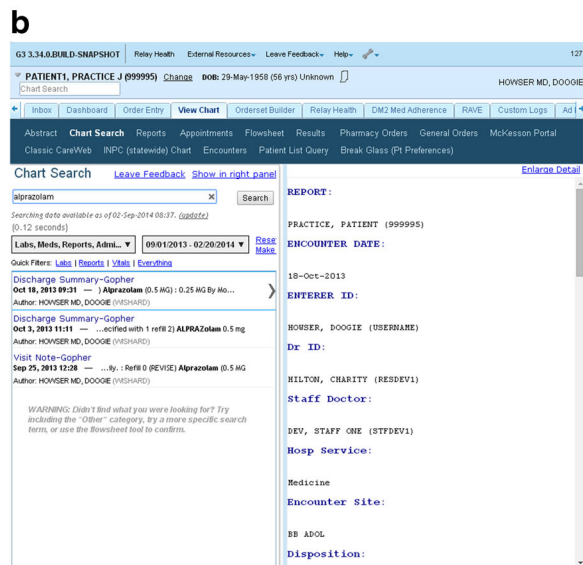 b
G3 3.34.0.BUILD-SNAPSHOT Relay Health External Resources Leave Feedback Help 127
PATIENT1, PRACTICE J (999995) Change DOB: 29-May-1958 (56 yrs) Unknown
Chart Search HOWSER MD, DOOGIE
Inbox Dashboard Order Entry View Chart Orderset Builder Relay Health DM2 Med Adherence RAVE Custom Logs Ad
Abstract Chart Search Reports Appointments Flowsheet Results Pharmacy Orders General Orders McKesson Portal
Classic CareWeb INPC (statewide) Chart Encounters Patient List Query Break Glass (Pt Preferences)
Chart Search Leave Feedback Show in right panel
alprazolam × Search
Searching data available as of 02-Sep-2014 08:37. (update)
(0.12 seconds)
Labs, Meds, Reports, Admi... ▼ 09/01/2013 - 02/20/2014 ▼ Rese
Make
Quick Filters: Labs | Reports | Vitals | Everything
Discharge Summary-Gopher
Oct 18, 2013 09:31 — ) Alprazolam (0.5 MG) : 0.25 MG By Mo...
Author: HOWSER MD, DOOGIE (WISHARD)
Discharge Summary-Gopher
Oct 3, 2013 11:11 — ...ecified with 1 refill 2) ALPRAZolam 0.5 mg
Author: HOWSER MD, DOOGIE (WISHARD)
Visit Note-Gopher
Sep 25, 2013 12:28 — ...ily. : Refill 0 (REVISE) Alprazolam (0.5 MG
Author: HOWSER MD, DOOGIE (WISHARD)
WARNING: Didn't find what you were looking for? Try
including the "Other" category, try a more specific search
term, or use the flowsheet tool to confirm.
Enlarge Detail
REPORT:
PRACTICE, PATIENT (999995)
ENCOUNTER DATE:
18-Oct-2013
ENTERER ID:
HOWSER, DOOGIE (USERNAME)
Dr ID:
HILTON, CHARITY (RESDEV1)
Staff Doctor:
DEV, STAFF ONE (STFDEV1)
Hosp Service:
Medicine
Encounter Site:
BB ADOL
Disposition: